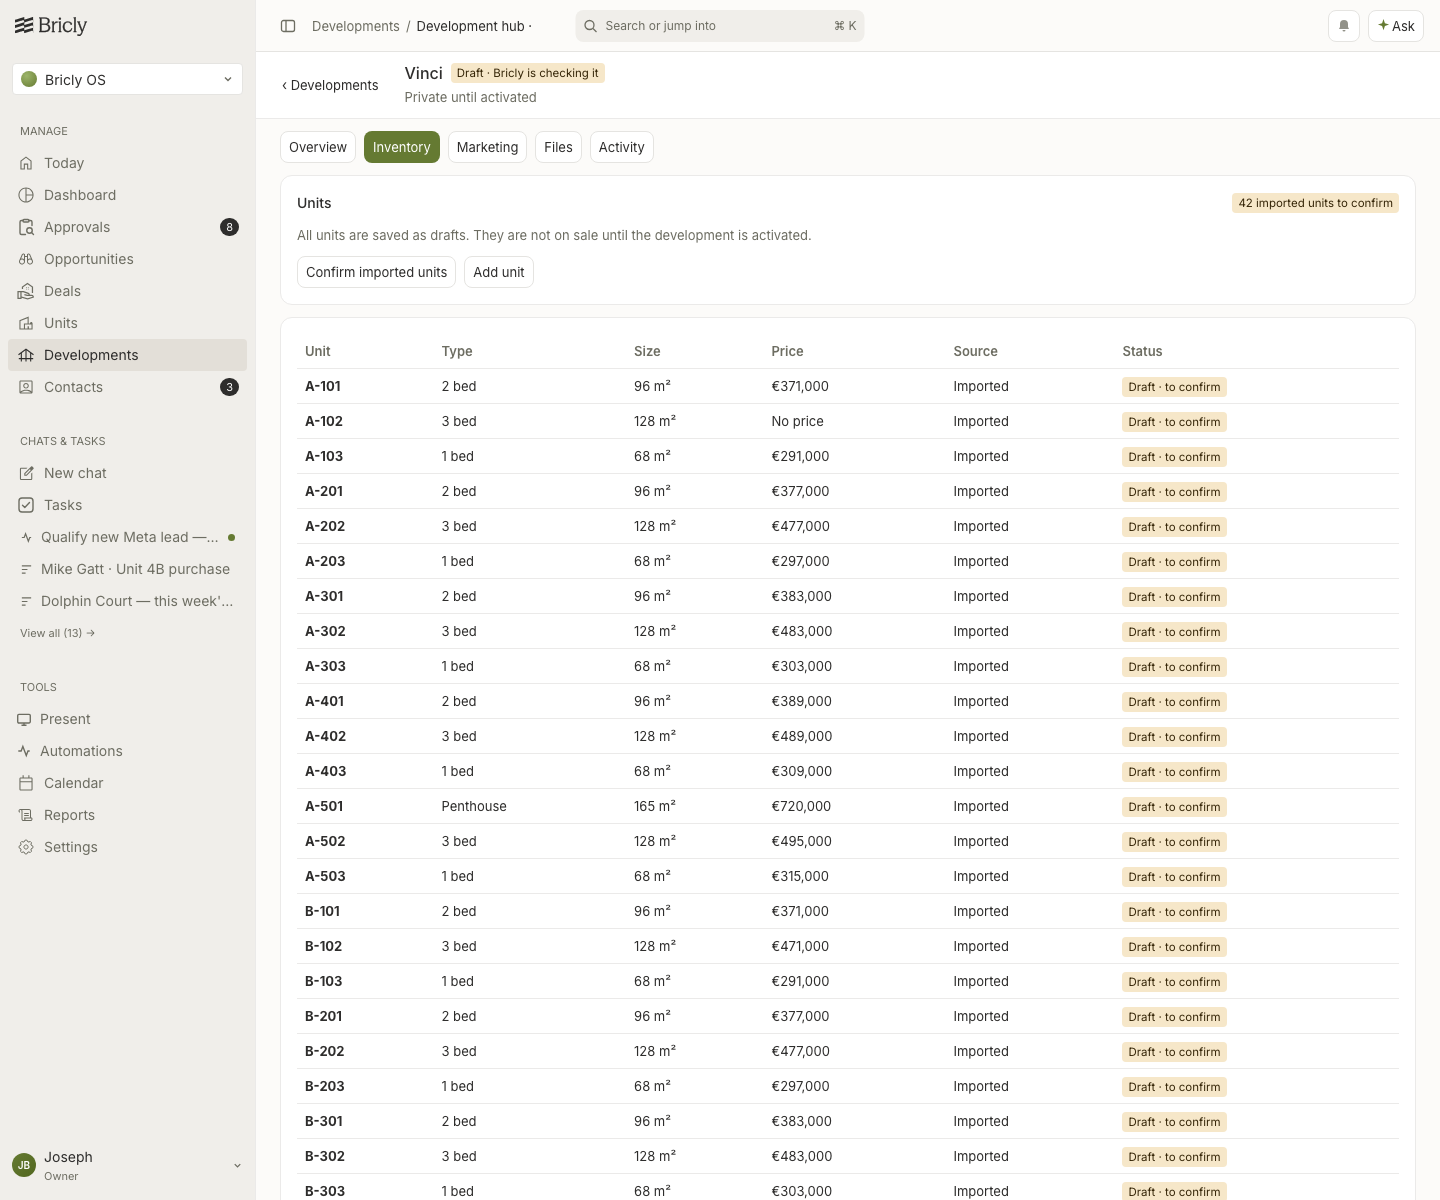 Bricly
Developments / Development hub ·
Search or jump into ⌘ K
Ask
Bricly OS
MANAGE
Today
Dashboard
Approvals 8
Opportunities
Deals
Units
Developments
Contacts 3
CHATS & TASKS
New chat
Tasks
Qualify new Meta lead —...
Mike Gatt · Unit 4B purchase
Dolphin Court — this week'...
View all (13) →
TOOLS
Present
Automations
Calendar
Reports
Settings
JB Joseph
Owner
‹ Developments
Vinci Draft · Bricly is checking it
Private until activated
Overview Inventory Marketing Files Activity
Units 42 imported units to confirm
All units are saved as drafts. They are not on sale until the development is activated.
Confirm imported units Add unit
Unit Type Size Price Source Status
A-101 2 bed 96 m² €371,000 Imported Draft · to confirm
A-102 3 bed 128 m² No price Imported Draft · to confirm
A-103 1 bed 68 m² €291,000 Imported Draft · to confirm
A-201 2 bed 96 m² €377,000 Imported Draft · to confirm
A-202 3 bed 128 m² €477,000 Imported Draft · to confirm
A-203 1 bed 68 m² €297,000 Imported Draft · to confirm
A-301 2 bed 96 m² €383,000 Imported Draft · to confirm
A-302 3 bed 128 m² €483,000 Imported Draft · to confirm
A-303 1 bed 68 m² €303,000 Imported Draft · to confirm
A-401 2 bed 96 m² €389,000 Imported Draft · to confirm
A-402 3 bed 128 m² €489,000 Imported Draft · to confirm
A-403 1 bed 68 m² €309,000 Imported Draft · to confirm
A-501 Penthouse 165 m² €720,000 Imported Draft · to confirm
A-502 3 bed 128 m² €495,000 Imported Draft · to confirm
A-503 1 bed 68 m² €315,000 Imported Draft · to confirm
B-101 2 bed 96 m² €371,000 Imported Draft · to confirm
B-102 3 bed 128 m² €471,000 Imported Draft · to confirm
B-103 1 bed 68 m² €291,000 Imported Draft · to confirm
B-201 2 bed 96 m² €377,000 Imported Draft · to confirm
B-202 3 bed 128 m² €477,000 Imported Draft · to confirm
B-203 1 bed 68 m² €297,000 Imported Draft · to confirm
B-301 2 bed 96 m² €383,000 Imported Draft · to confirm
B-302 3 bed 128 m² €483,000 Imported Draft · to confirm
B-303 1 bed 68 m² €303,000 Imported Draft · to confirm